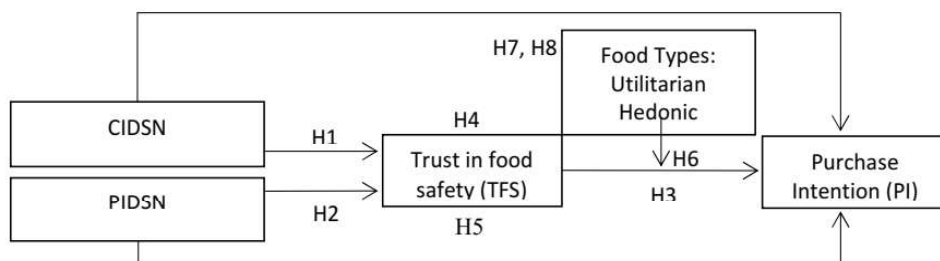 H7, H8
Food Types:
Utilitarian
Hedonic
CIDSN
H1
H4
Trust in food
safety (TFS)
H6
H3
Purchase
Intention (PI)
PIDSN
H2
H5